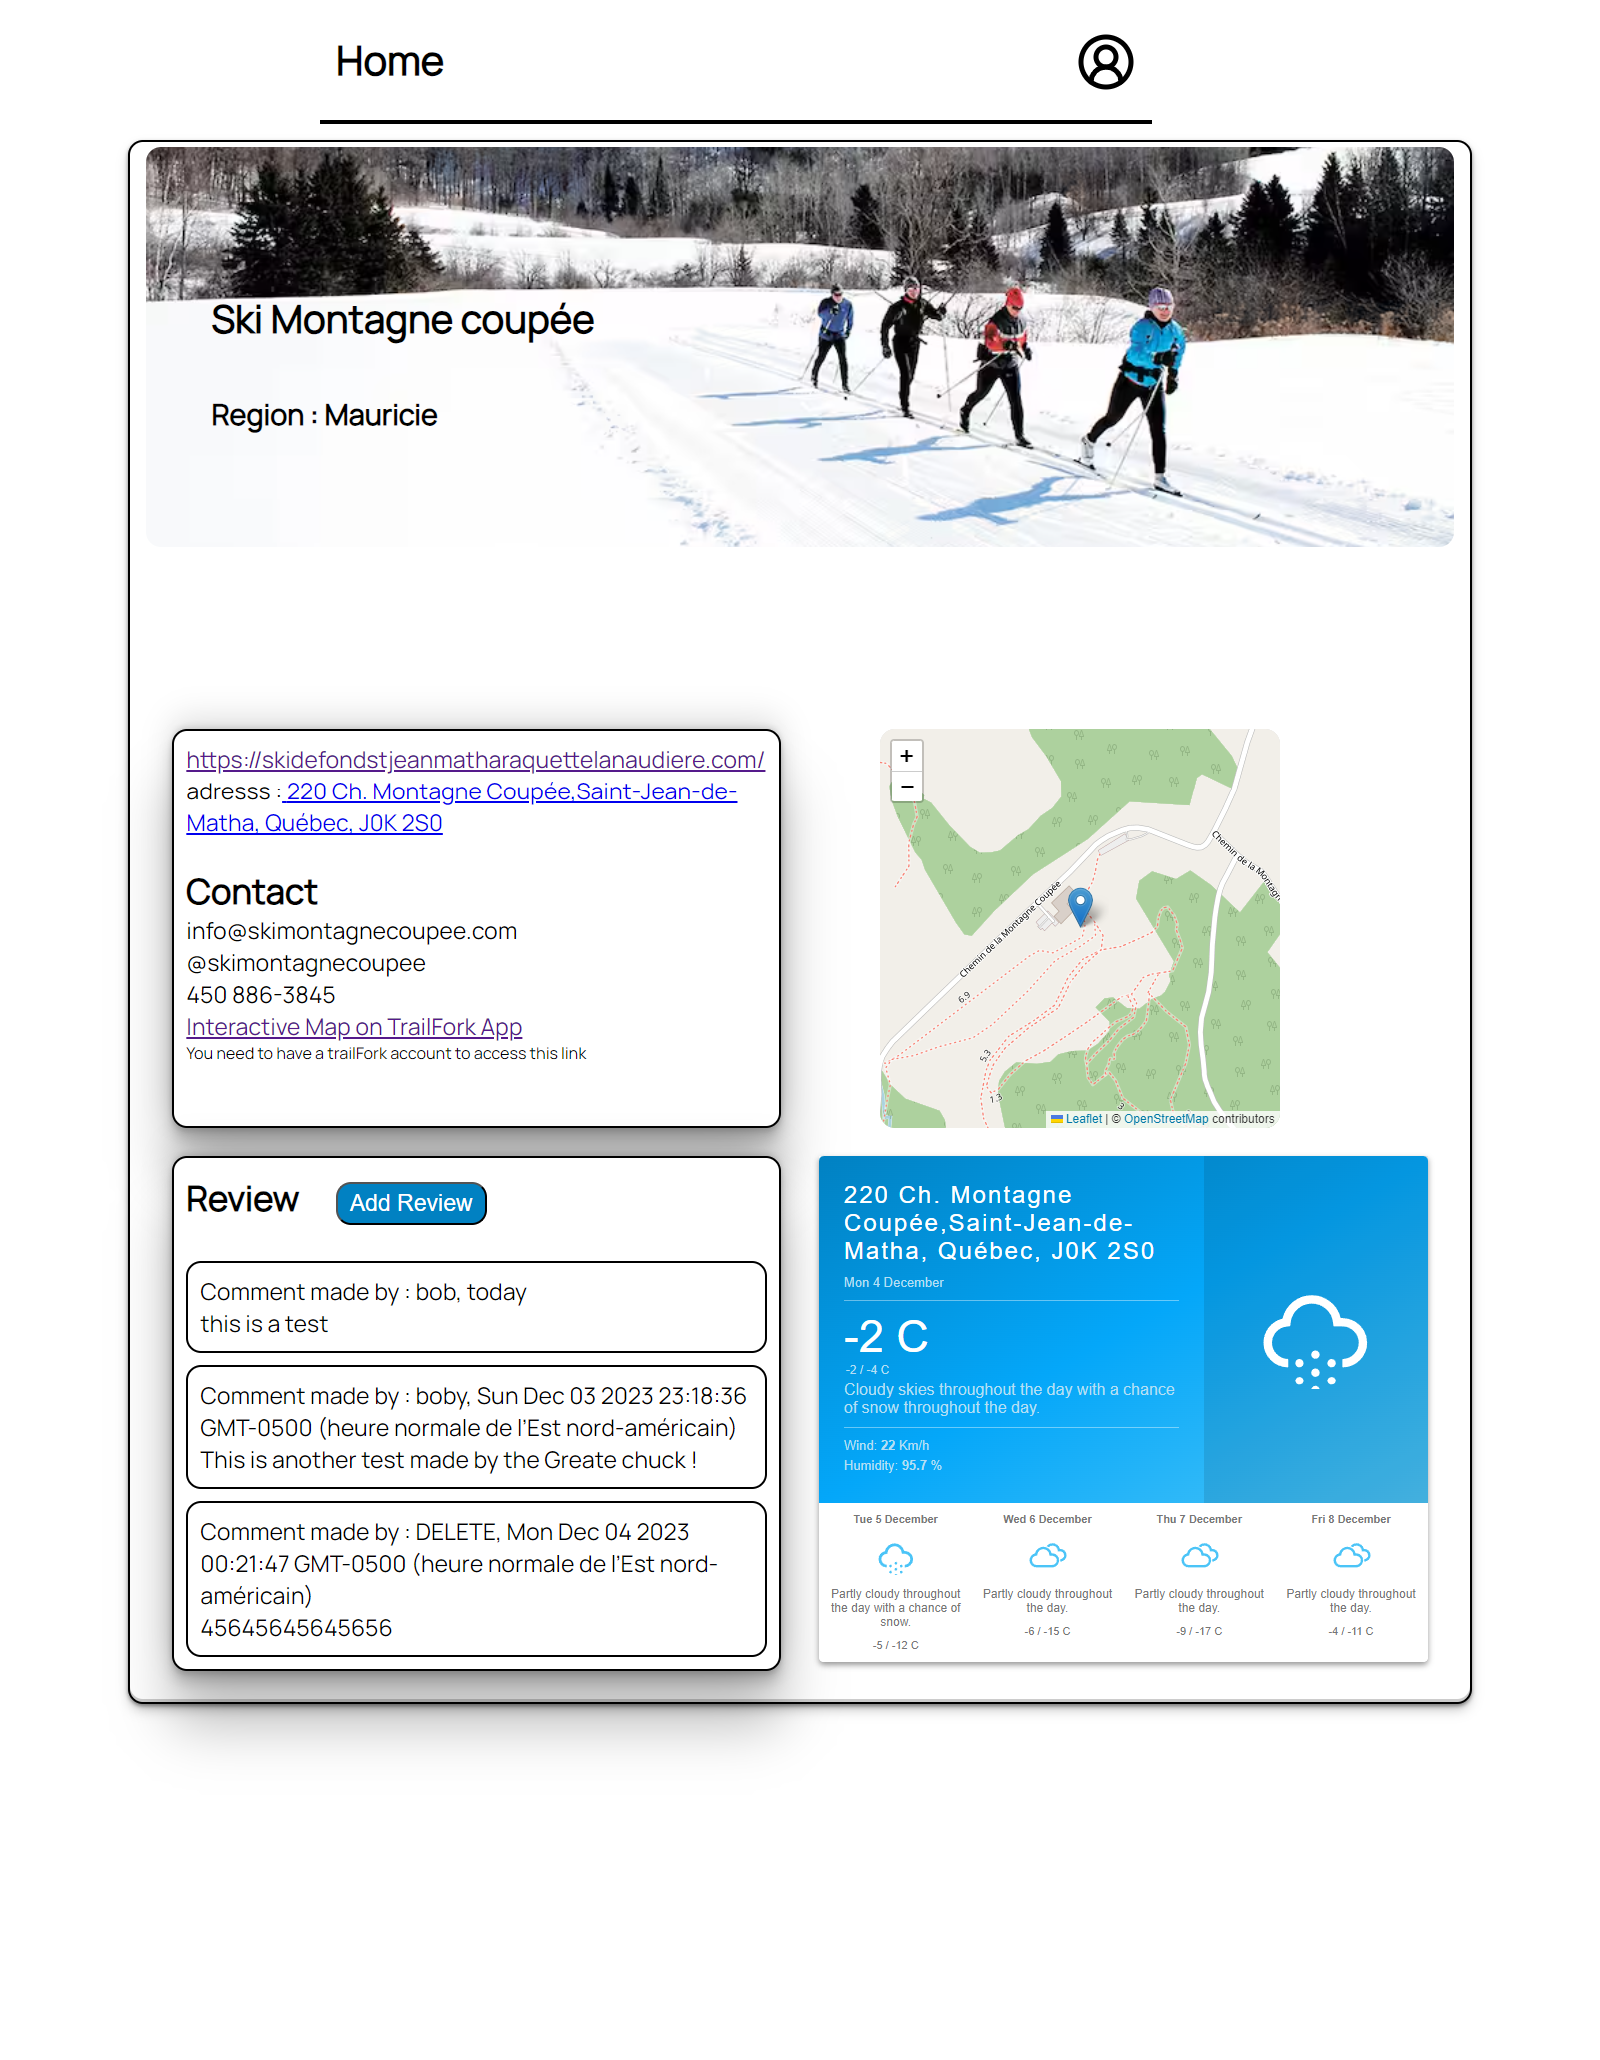 Home
Ski Montagne coupée
Region : Mauricie
https://skidefondstjeanmatharaquettelanaudiere.com/
adresss : 220 Ch. Montagne Coupée,Saint-Jean-de-
Matha, Québec, J0K 2S0
Contact
info@skimontagnecoupee.com
@skimontagnecoupee
450 886-3845
Interactive Map on TrailFork App
You need to have a trailFork account to access this link
+
−
Chemin de la Montagne Coupée
Chemin de la Montagn
6.9
5.3
1.3
3
Leaflet | © OpenStreetMap contributors
Review
Add Review
Comment made by : bob, today
this is a test
Comment made by : boby, Sun Dec 03 2023 23:18:36
GMT-0500 (heure normale de l'Est nord-américain)
This is another test made by the Greate chuck !
Comment made by : DELETE, Mon Dec 04 2023
00:21:47 GMT-0500 (heure normale de l'Est nord-
américain)
45645645645656
220 Ch. Montagne
Coupée,Saint-Jean-de-
Matha, Québec, J0K 2S0
Mon 4 December
-2 C
-2 / -4 C
Cloudy skies throughout the day with a chance
of snow throughout the day.
Wind: 22 Km/h
Humidity: 95.7 %
Tue 5 December
Partly cloudy throughout
the day with a chance of
snow.
-5 / -12 C
Wed 6 December
Partly cloudy throughout
the day.
-6 / -15 C
Thu 7 December
Partly cloudy throughout
the day.
-9 / -17 C
Fri 8 December
Partly cloudy throughout
the day.
-4 / -11 C